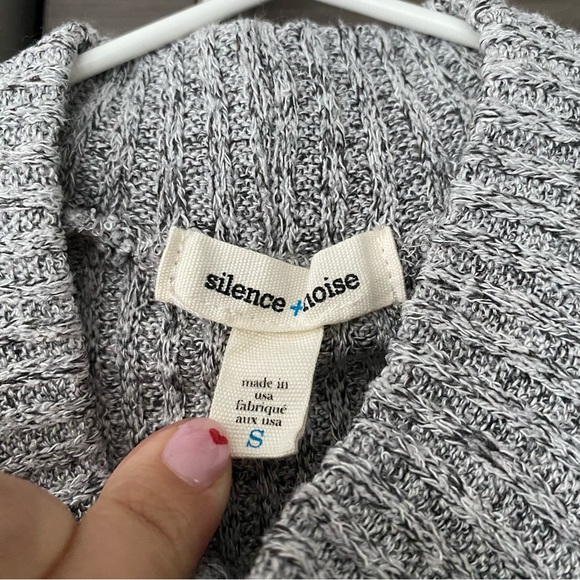 silence + noise
made in
usa
fabriqué
aux usa
S